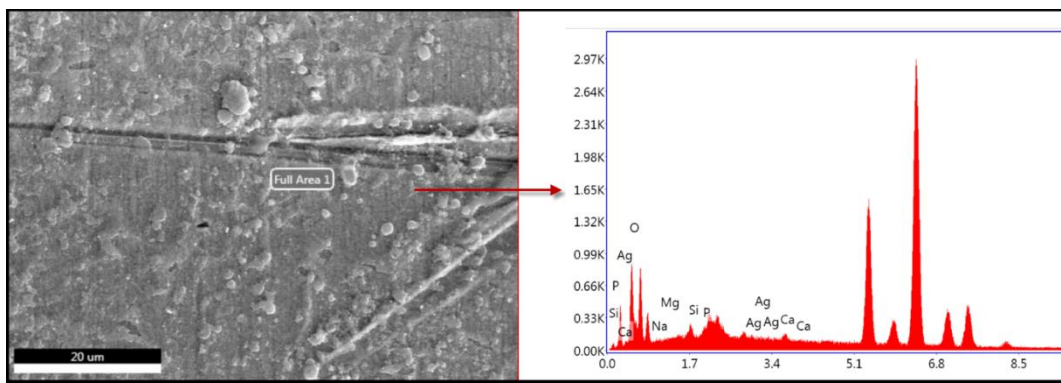 Full Area 1
20 um
2.97K
2.64K
2.31K
1.98K
1.65K
1.32K
0.99K
0.66K
0.33K
0.00K
O
Ag
P
Si
Ca
Na
Mg
Si
P
Ag
Ag
Ag
Ca
Ca
0.0
1.7
3.4
5.1
6.8
8.5